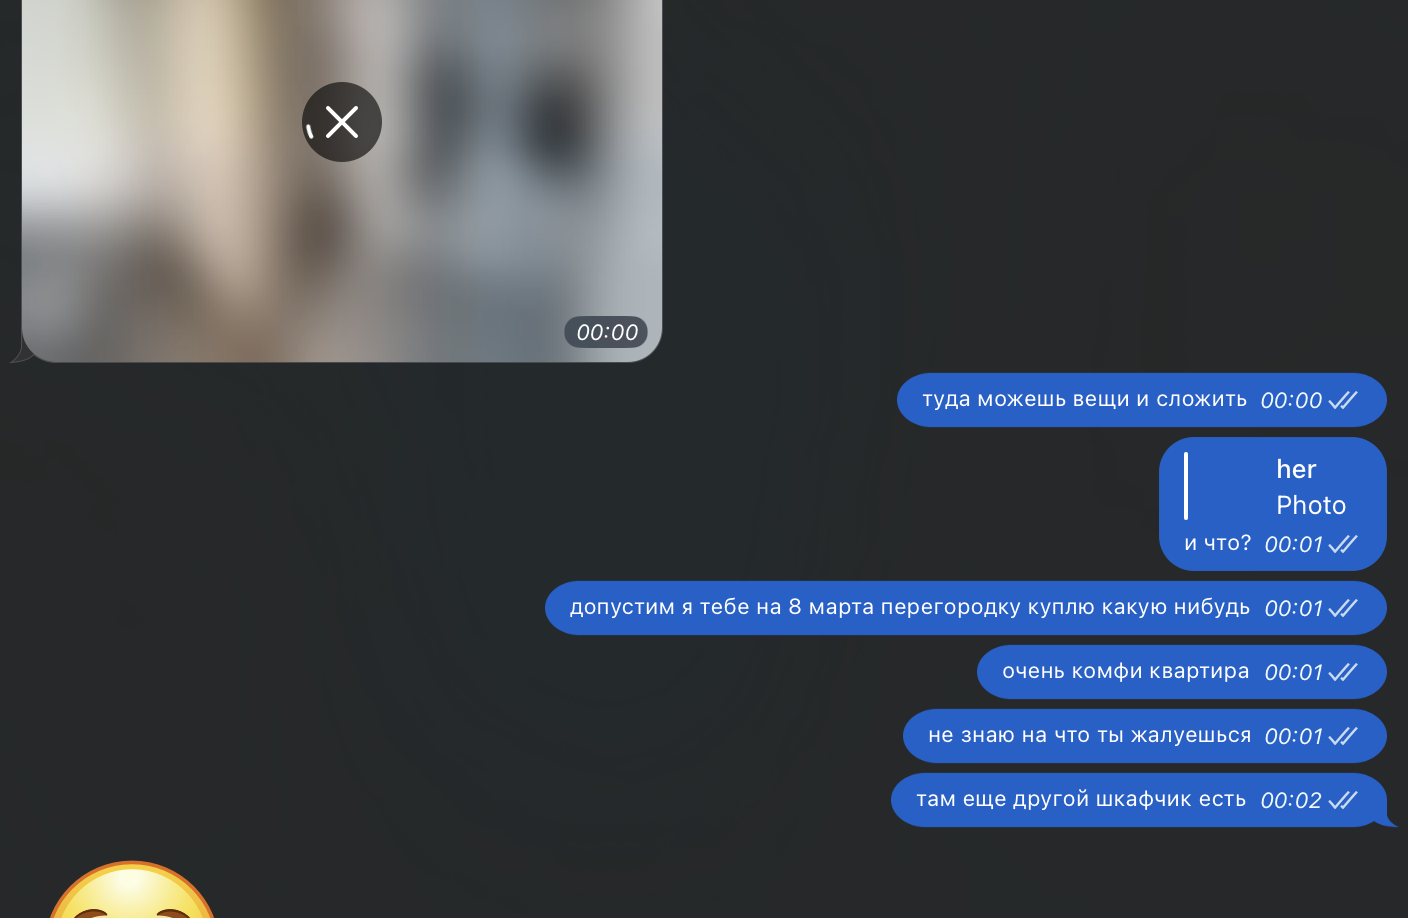 00:00
туда можешь вещи и сложить 00:00
her
Photo
и что? 00:01
допустим я тебе на 8 марта перегородку куплю какую нибудь 00:01
очень комфи квартира 00:01
не знаю на что ты жалуешься 00:01
там еще другой шкафчик есть 00:02